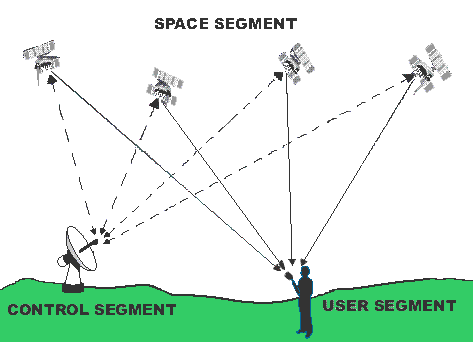 SPACE SEGMENT
CONTROL SEGMENT
USER SEGMENT